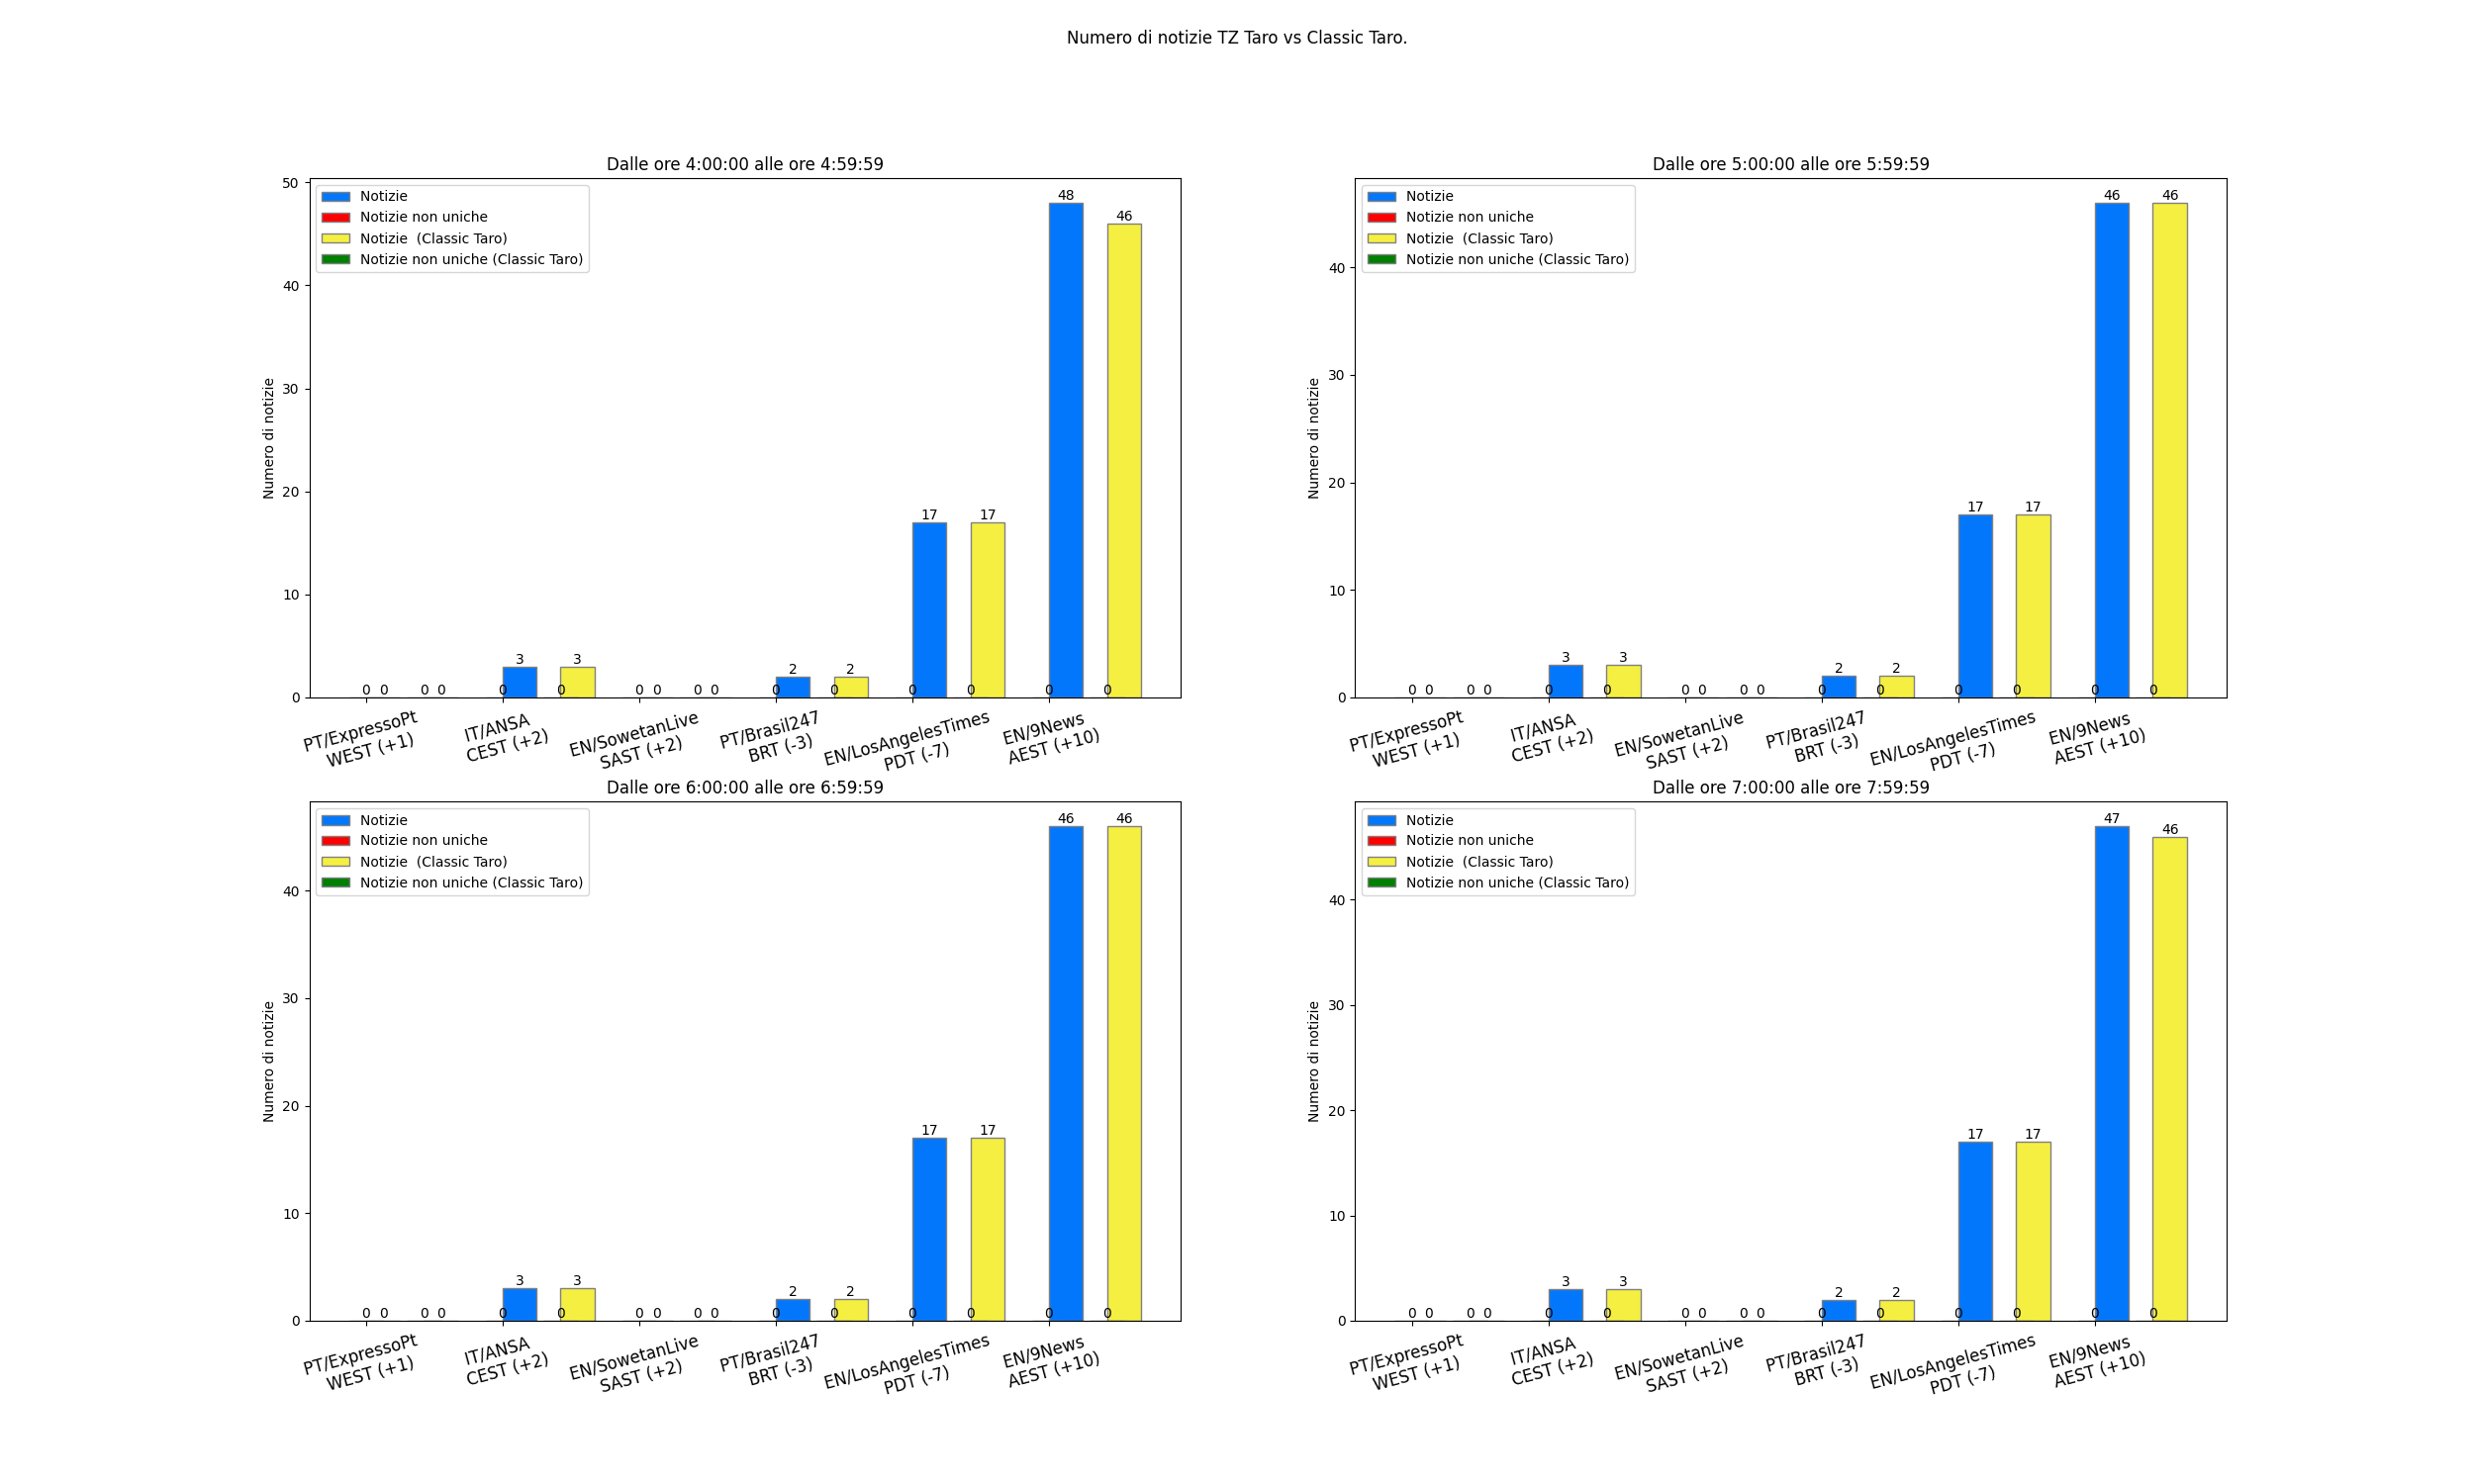 Numero di notizie TZ Taro vs Classic Taro.
Dalle ore 4:00:00 alle ore 4:59:59
Notizie
Notizie non uniche
Notizie  (Classic Taro)
Notizie non uniche (Classic Taro)
Numero di notizie
50
40
30
20
10
0
0 0 0 0 0 3 0 3 0 0 0 0 0 2 0 2 0 17 0 17 0 48 0 46
PT/ExpressoPt
WEST (+1)
IT/ANSA
CEST (+2)
EN/SowetanLive
SAST (+2)
PT/Brasil247
BRT (-3)
EN/LosAngelesTimes
PDT (-7)
EN/9News
AEST (+10)
Dalle ore 5:00:00 alle ore 5:59:59
Notizie
Notizie non uniche
Notizie  (Classic Taro)
Notizie non uniche (Classic Taro)
Numero di notizie
40
30
20
10
0
0 0 0 0 0 3 0 3 0 0 0 0 0 2 0 2 0 17 0 17 0 46 0 46
PT/ExpressoPt
WEST (+1)
IT/ANSA
CEST (+2)
EN/SowetanLive
SAST (+2)
PT/Brasil247
BRT (-3)
EN/LosAngelesTimes
PDT (-7)
EN/9News
AEST (+10)
Dalle ore 6:00:00 alle ore 6:59:59
Notizie
Notizie non uniche
Notizie  (Classic Taro)
Notizie non uniche (Classic Taro)
Numero di notizie
40
30
20
10
0
0 0 0 0 0 3 0 3 0 0 0 0 0 2 0 2 0 17 0 17 0 46 0 46
PT/ExpressoPt
WEST (+1)
IT/ANSA
CEST (+2)
EN/SowetanLive
SAST (+2)
PT/Brasil247
BRT (-3)
EN/LosAngelesTimes
PDT (-7)
EN/9News
AEST (+10)
Dalle ore 7:00:00 alle ore 7:59:59
Notizie
Notizie non uniche
Notizie  (Classic Taro)
Notizie non uniche (Classic Taro)
Numero di notizie
40
30
20
10
0
0 0 0 0 0 3 0 3 0 0 0 0 0 2 0 2 0 17 0 17 0 47 0 46
PT/ExpressoPt
WEST (+1)
IT/ANSA
CEST (+2)
EN/SowetanLive
SAST (+2)
PT/Brasil247
BRT (-3)
EN/LosAngelesTimes
PDT (-7)
EN/9News
AEST (+10)